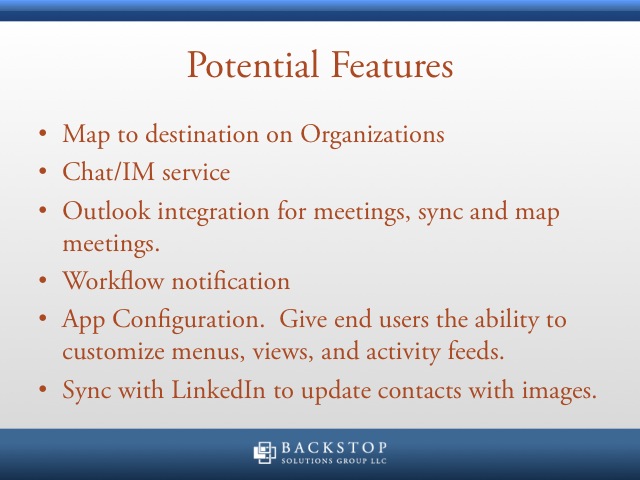 Potential Features
• Map to destination on Organizations
• Chat/IM service
• Outlook integration for meetings, sync and map
meetings.
• Workflow notification
• App Configuration.  Give end users the ability to
customize menus, views, and activity feeds.
• Sync with LinkedIn to update contacts with images.
BACKSTOP
SOLUTIONS GROUP LLC